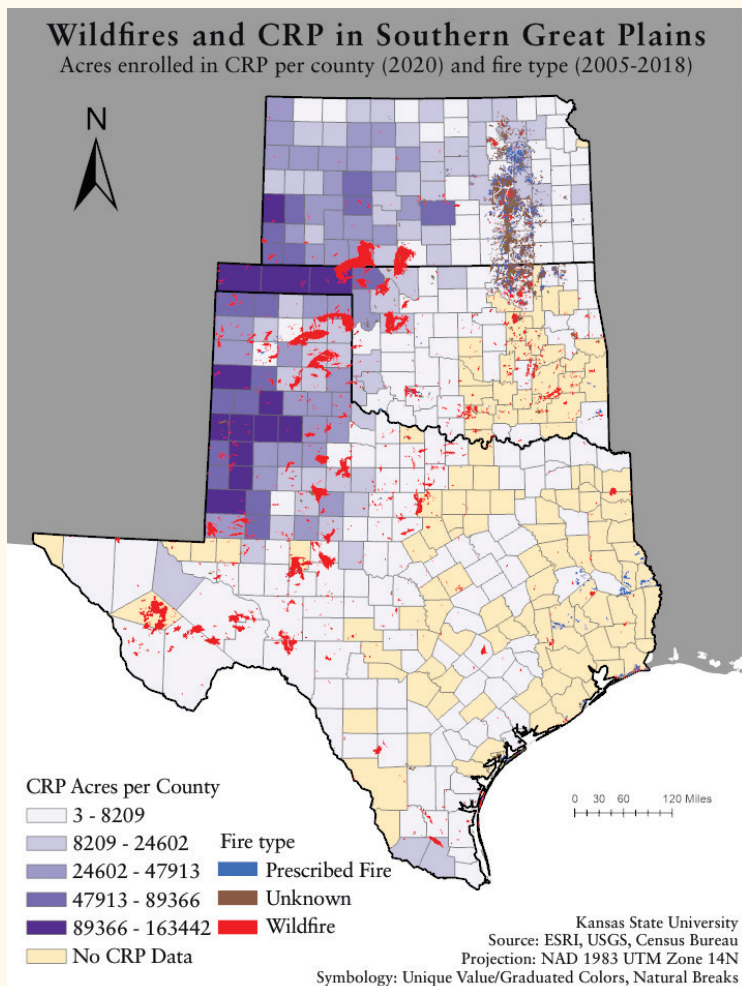 Wildfires and CRP in Southern Great Plains
Acres enrolled in CRP per county (2020) and fire type (2005-2018)
N
CRP Acres per County
3 - 8209
8209 - 24602
24602 - 47913
47913 - 89366
89366 - 163442
No CRP Data
Fire type
Prescribed Fire
Unknown
Wildfire
0 30 60 120 Miles
Kansas State University
Source: ESRI, USGS, Census Bureau
Projection: NAD 1983 UTM Zone 14N
Symbology: Unique Value/Graduated Colors, Natural Breaks